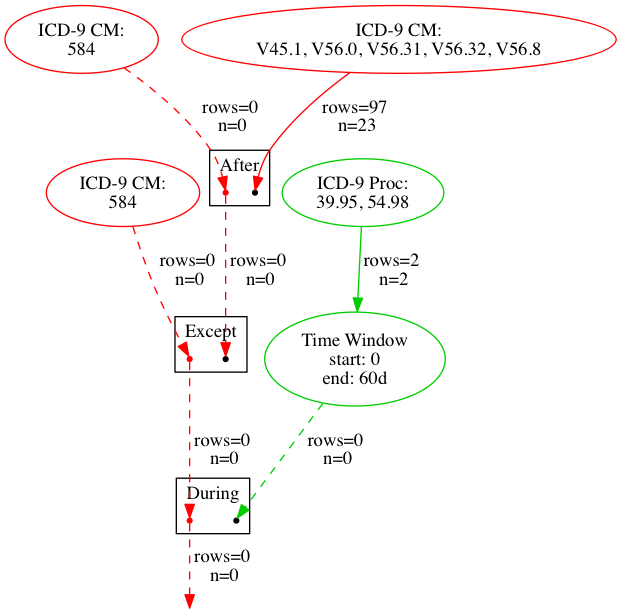 ICD-9 CM:
584
ICD-9 CM:
V45.1, V56.0, V56.31, V56.32, V56.8
rows=0
n=0
rows=97
n=23
After
ICD-9 CM:
584
ICD-9 Proc:
39.95, 54.98
rows=0
n=0
rows=0
n=0
rows=2
n=2
Except
Time Window
start: 0
end: 60d
rows=0
n=0
rows=0
n=0
During
rows=0
n=0